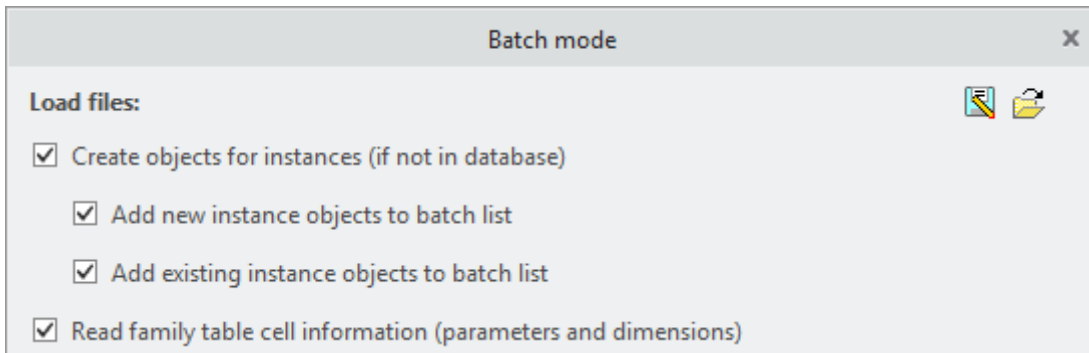 Batch mode
Load files:
Create objects for instances (if not in database)
Add new instance objects to batch list
Add existing instance objects to batch list
Read family table cell information (parameters and dimensions)